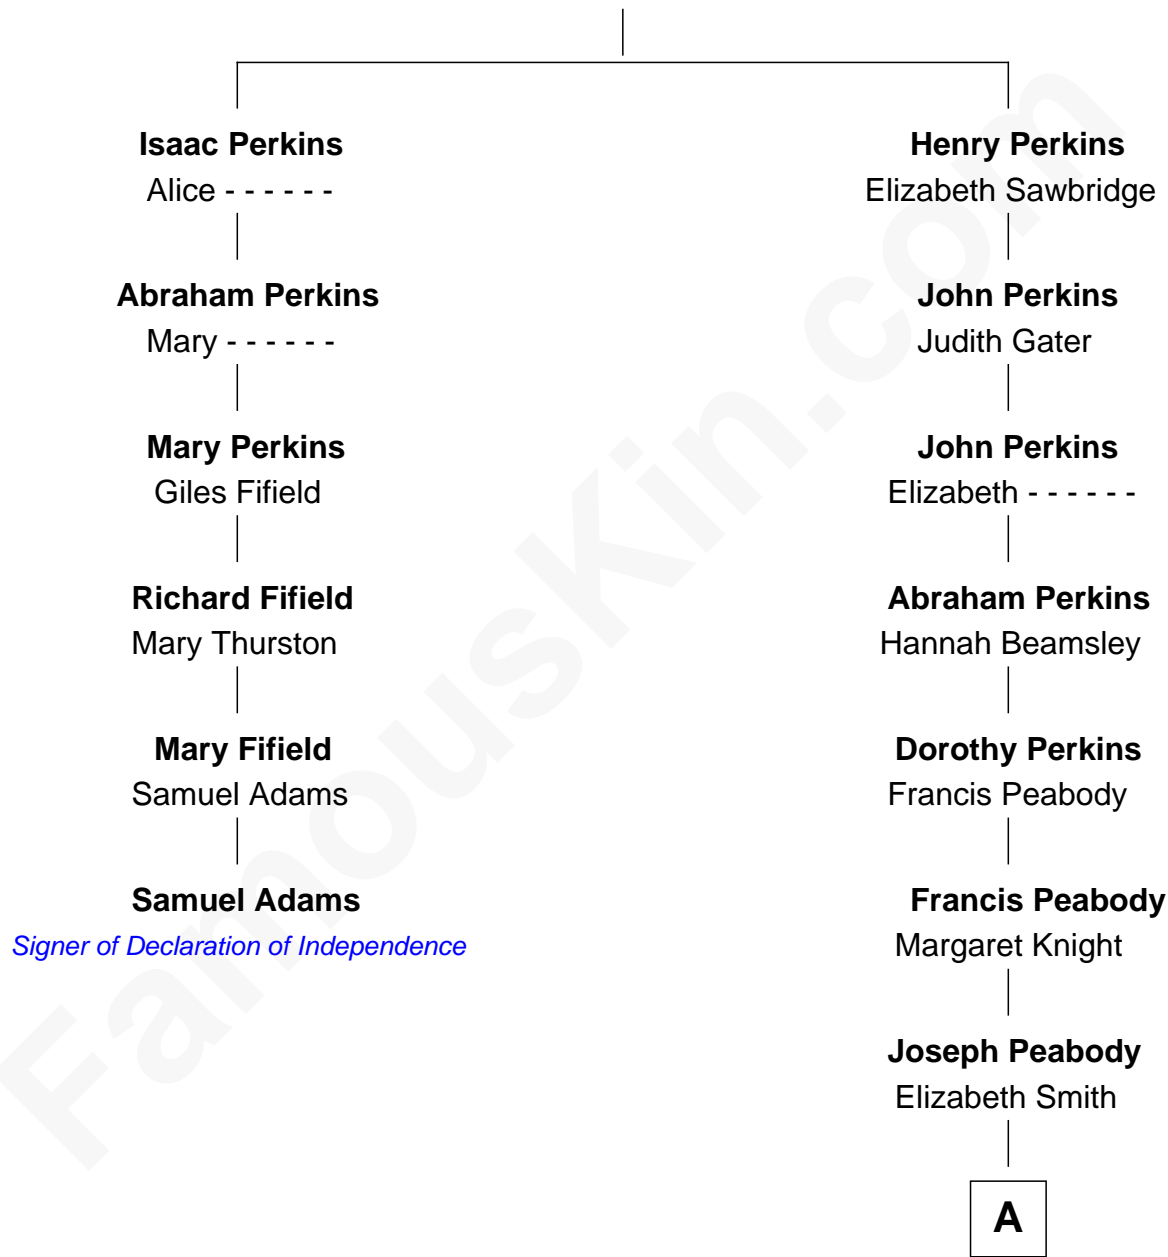 Isaac Perkins
Alice - - - - - -
Abraham Perkins
Mary - - - - - -
Mary Perkins
Giles Fifield
Richard Fifield
Mary Thurston
Mary Fifield
Samuel Adams
Samuel Adams
Signer of Declaration of Independence
Henry Perkins
Elizabeth Sawbridge
John Perkins
Judith Gater
John Perkins
Elizabeth - - - - - -
Abraham Perkins
Hannah Beamsley
Dorothy Perkins
Francis Peabody
Francis Peabody
Margaret Knight
Joseph Peabody
Elizabeth Smith
A
FamousKin.com